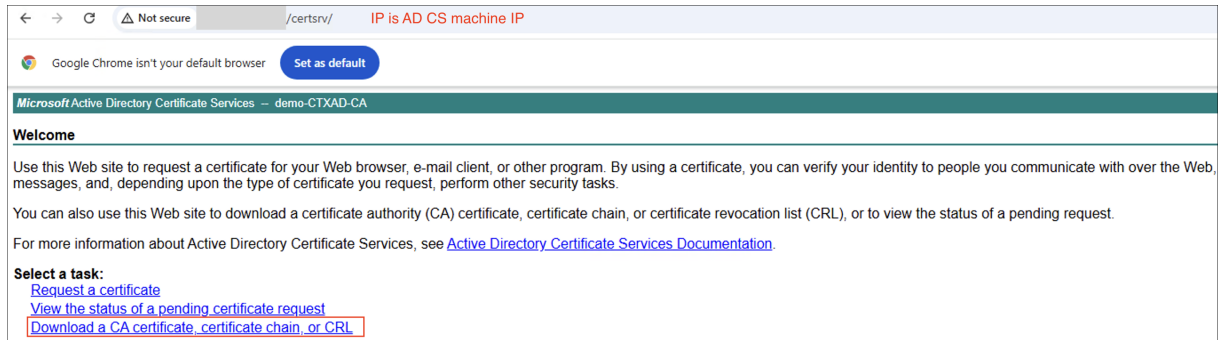 Not secure /certsrv/ IP is AD CS machine IP
Google Chrome isn't your default browser Set as default
Microsoft Active Directory Certificate Services -- demo-CTXAD-CA
Welcome
Use this Web site to request a certificate for your Web browser, e-mail client, or other program. By using a certificate, you can verify your identity to people you communicate with over the Web,
messages, and, depending upon the type of certificate you request, perform other security tasks.
You can also use this Web site to download a certificate authority (CA) certificate, certificate chain, or certificate revocation list (CRL), or to view the status of a pending request.
For more information about Active Directory Certificate Services, see Active Directory Certificate Services Documentation.
Select a task:
Request a certificate
View the status of a pending certificate request
Download a CA certificate, certificate chain, or CRL